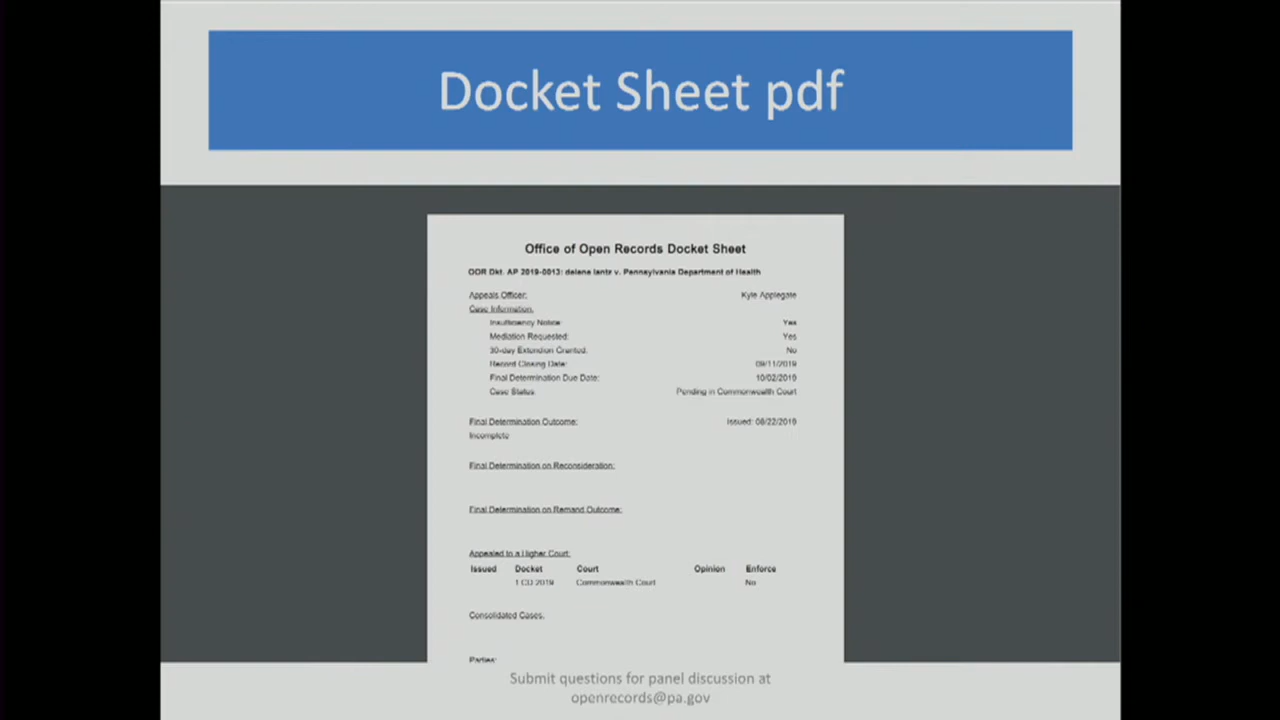 Docket Sheet pdf
Office of Open Records Docket Sheet
OOR Dkt. AP 2019-0013: delene lantz v. Pennsylvania Department of Health
Appeals Officer: Kyle Applegate
Case Information:
Insufficiency Notice: Yes
Mediation Requested: Yes
30-day Extension Granted: No
Record Closing Date: 09/11/2019
Final Determination Due Date: 10/02/2019
Case Status: Pending in Commonwealth Court
Final Determination Outcome: Issued: 08/22/2019
Incomplete
Final Determination on Reconsideration:
Final Determination on Remand Outcome:
Appealed to a Higher Court:
Issued Docket Court Opinion Enforce
1 CD 2019 Commonwealth Court No
Consolidated Cases:
Parties:
Submit questions for panel discussion at
openrecords@pa.gov